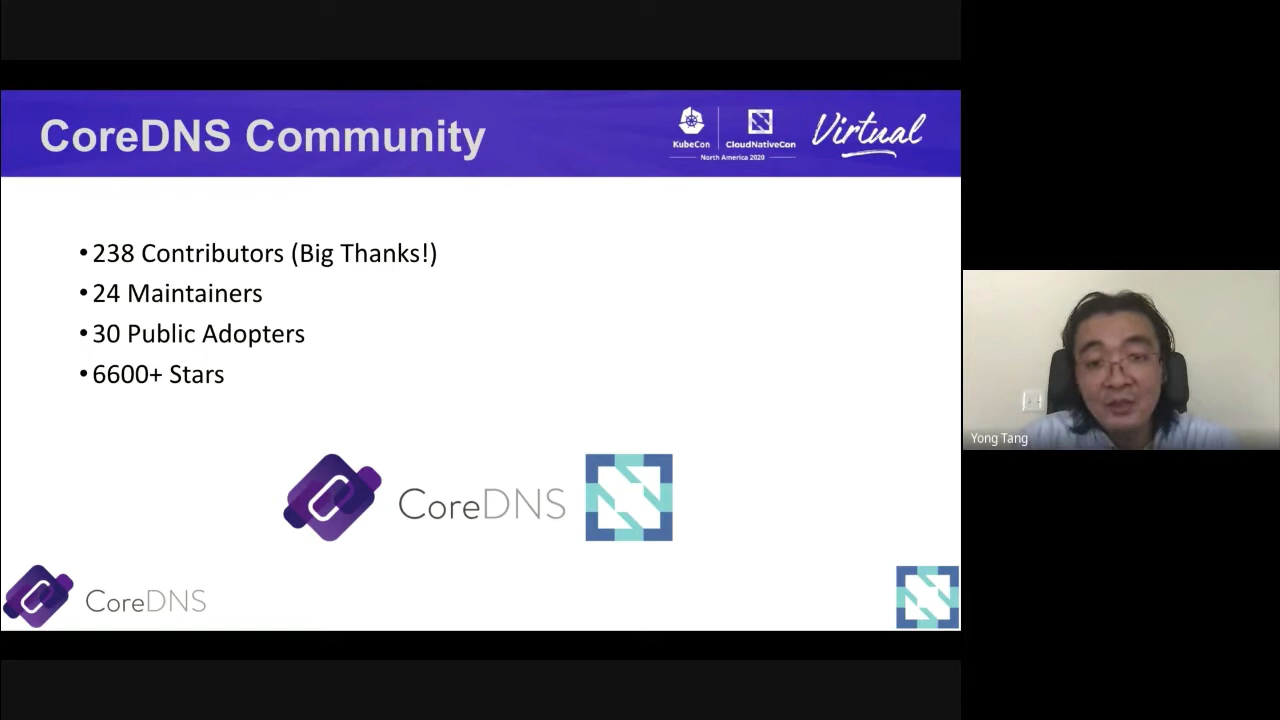 CoreDNS Community
KubeCon
CloudNativeCon
North America 2020
Virtual
•238 Contributors (Big Thanks!)
•24 Maintainers
•30 Public Adopters
•6600+ Stars
CoreDNS
CoreDNS
Yong Tang